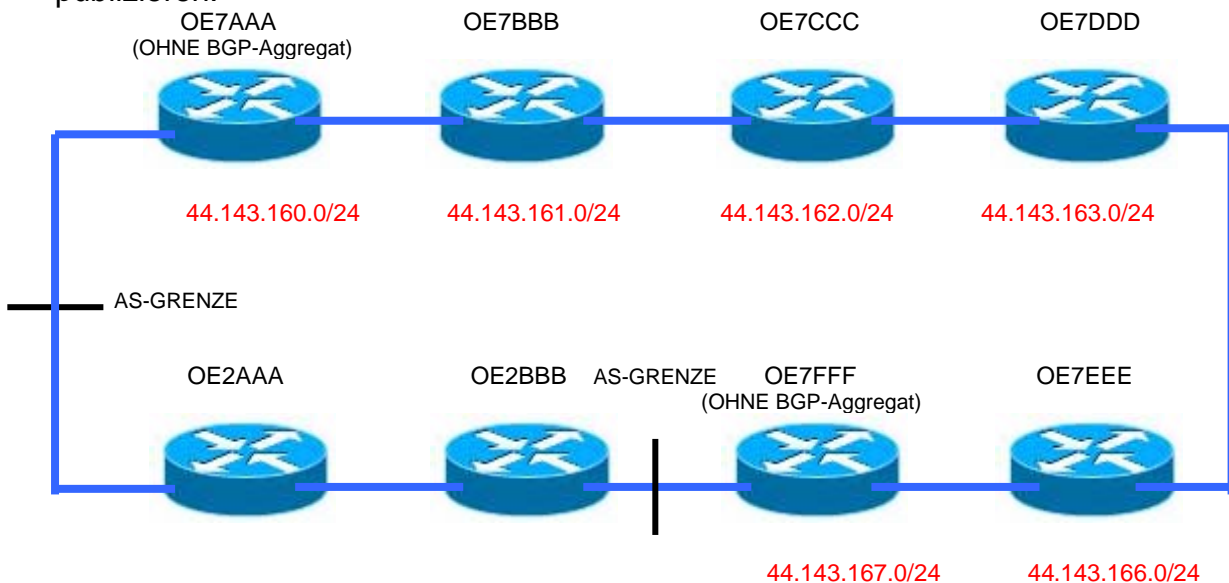 publizieren.
OE7AAA OE7BBB OE7CCC OE7DDD
(OHNE BGP-Aggregat)
44.143.160.0/24 44.143.161.0/24 44.143.162.0/24 44.143.163.0/24
AS-GRENZE
OE2AAA OE2BBB AS-GRENZE OE7FFF OE7EEE
(OHNE BGP-Aggregat)
44.143.167.0/24 44.143.166.0/24